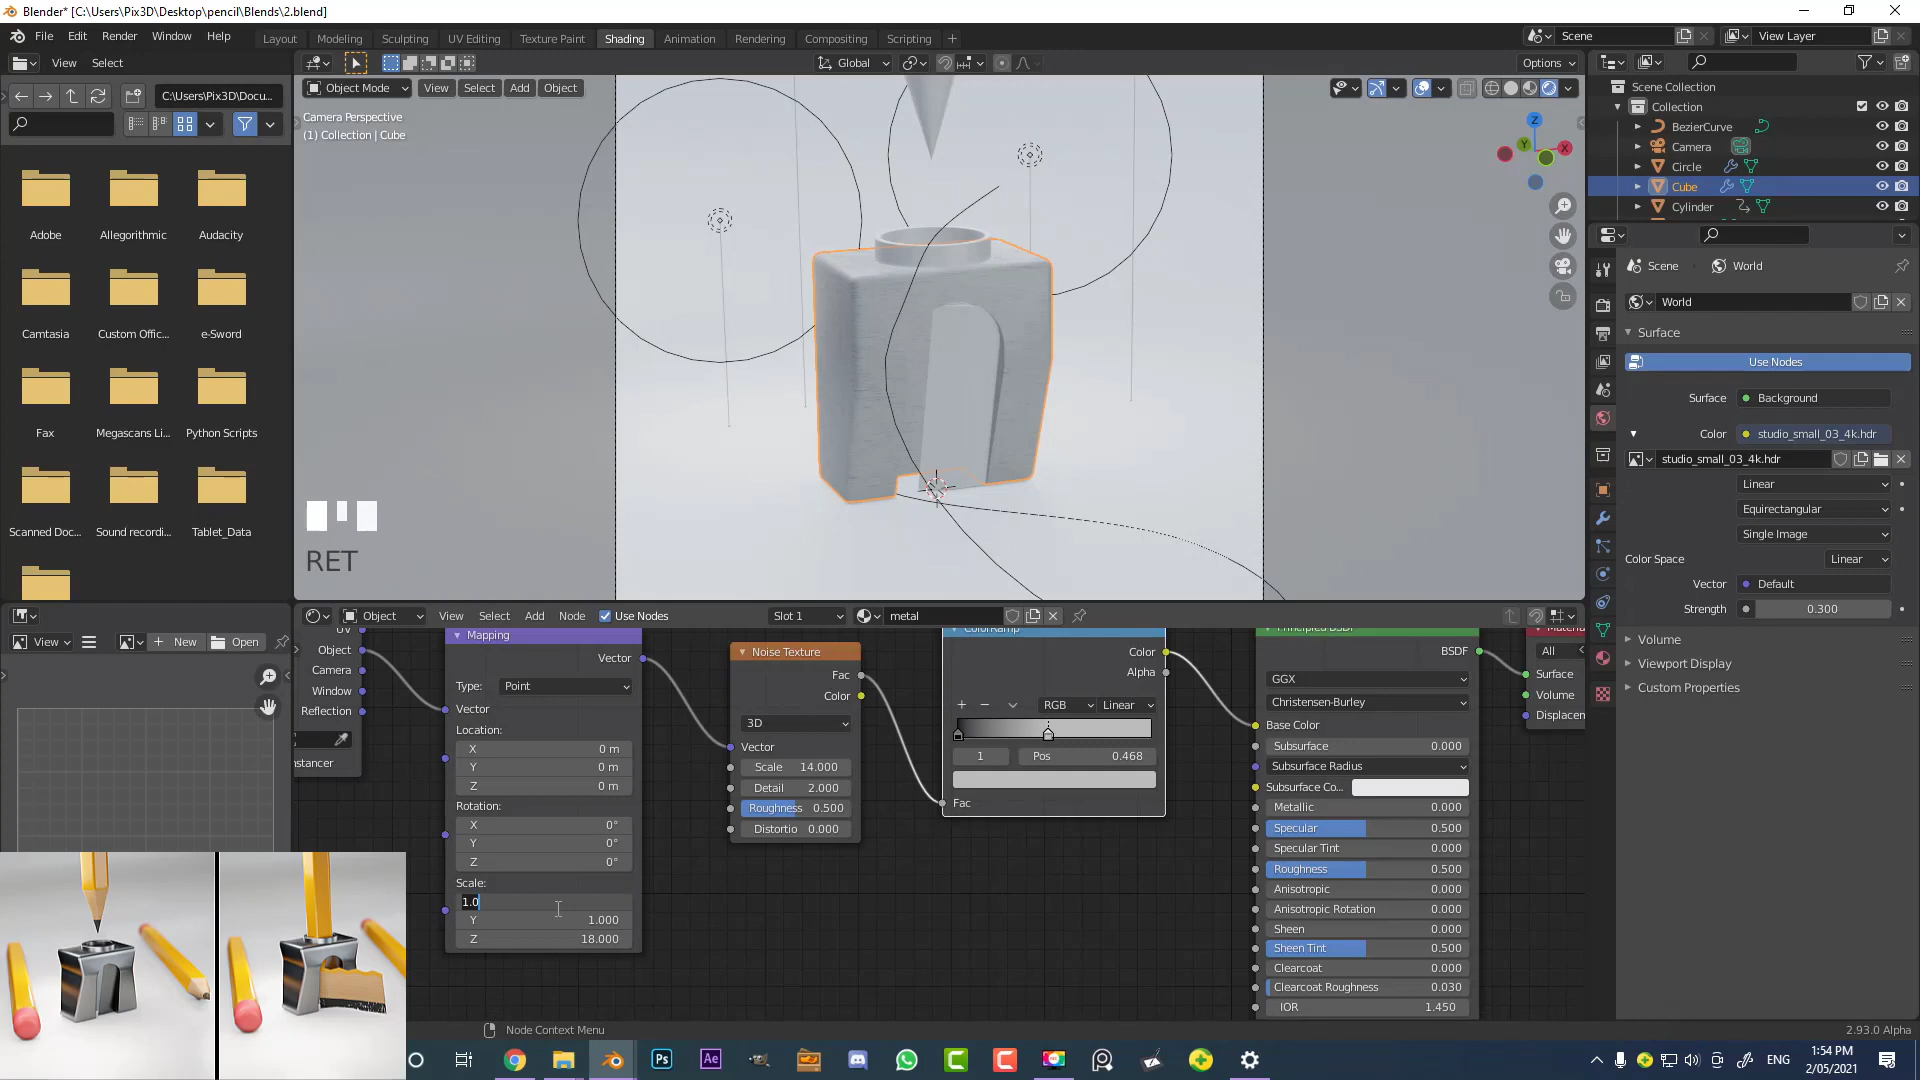 Blender* [C:\Users\Pix3D\Desktop\pencil\Blends\2.blend]
File Edit Render Window Help
Layout Modeling Sculpting UV Editing Texture Paint Shading Animation Rendering Compositing Scripting +
Scene
View Layer
View Select
Global
Options
C:\Users\Pix3D\Docu...
Object Mode View Select Add Object
Camera Perspective
(1) Collection | Cube
Z
Y
X
Adobe Allegorithmic Audacity
Camtasia Custom Offic... e-Sword
Fax Megascans Li... Python Scripts
Scanned Doc... Sound recordi... Tablet_Data
RET
Scene Collection
Collection
BezierCurve
Camera
Circle
Cube
Cylinder
Scene World
World
Surface
Use Nodes
Surface Background
Color studio_small_03_4k.hdr
studio_small_03_4k.hdr
Linear
Equirectangular
Single Image
Color Space Linear
Vector Default
Strength 0.300
Volume
Viewport Display
Custom Properties
View New Open
Object View Select Add Node Use Nodes Slot 1 metal
UV
Object
Camera
Window
Reflection
Mapping
Vector
Type: Point
Vector
Location:
X 0 m
Y 0 m
Z 0 m
Rotation:
X 0°
Y 0°
Z 0°
Scale:
1.0
Y 1.000
Z 18.000
Noise Texture
Fac
Color
3D
Vector
Scale 14.000
Detail 2.000
Roughness 0.500
Distortio 0.000
ColorRamp
Color
Alpha
RGB Linear
1 Pos 0.468
Fac
Principled BSDF
BSDF
GGX
Christensen-Burley
Base Color
Subsurface 0.000
Subsurface Radius
Subsurface Co...
Metallic 0.000
Specular 0.500
Specular Tint 0.000
Roughness 0.500
Anisotropic 0.000
Anisotropic Rotation 0.000
Sheen 0.000
Sheen Tint 0.500
Clearcoat 0.000
Clearcoat Roughness 0.030
IOR 1.450
All
Surface
Volume
Displacen
Node Context Menu
2.93.0 Alpha
Ps Ae
ENG
1:54 PM
2/05/2021